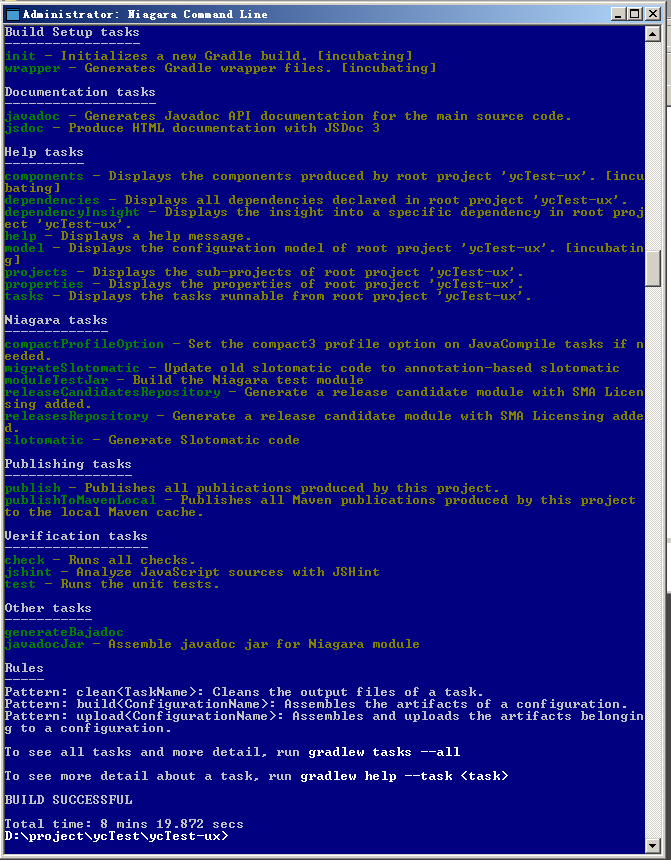 Administrator: Niagara Command Line
Build Setup tasks
-----------------
init - Initializes a new Gradle build. [incubating]
wrapper - Generates Gradle wrapper files. [incubating]
Documentation tasks
-------------------
javadoc - Generates Javadoc API documentation for the main source code.
jsdoc - Produce HTML documentation with JSDoc 3
Help tasks
----------
components - Displays the components produced by root project 'ycTest-ux'. [incu
bating]
dependencies - Displays all dependencies declared in root project 'ycTest-ux'.
dependencyInsight - Displays the insight into a specific dependency in root proj
ect 'ycTest-ux'.
help - Displays a help message.
model - Displays the configuration model of root project 'ycTest-ux'. [incubatin
g]
projects - Displays the sub-projects of root project 'ycTest-ux'.
properties - Displays the properties of root project 'ycTest-ux'.
tasks - Displays the tasks runnable from root project 'ycTest-ux'.
Niagara tasks
-------------
compactProfileOption - Set the compact3 profile option on JavaCompile tasks if n
eeded.
migrateSlotomatic - Update old slotomatic code to annotation-based slotomatic
moduleTestJar - Build the Niagara test module
releaseCandidatesRepository - Generate a release candidate module with SMA Licen
sing added.
releasesRepository - Generate a release candidate module with SMA Licensing adde
d.
slotomatic - Generate Slotomatic code
Publishing tasks
----------------
publish - Publishes all publications produced by this project.
publishToMavenLocal - Publishes all Maven publications produced by this project
to the local Maven cache.
Verification tasks
------------------
check - Runs all checks.
jshint - Analyze JavaScript sources with JSHint
test - Runs the unit tests.
Other tasks
-----------
generateBajadoc
javadocJar - Assemble javadoc jar for Niagara module
Rules
-----
Pattern: clean<TaskName>: Cleans the output files of a task.
Pattern: build<ConfigurationName>: Assembles the artifacts of a configuration.
Pattern: upload<ConfigurationName>: Assembles and uploads the artifacts belongin
g to a configuration.
To see all tasks and more detail, run gradlew tasks --all
To see more detail about a task, run gradlew help --task <task>
BUILD SUCCESSFUL
Total time: 8 mins 19.872 secs
D:\project\ycTest\ycTest-ux>